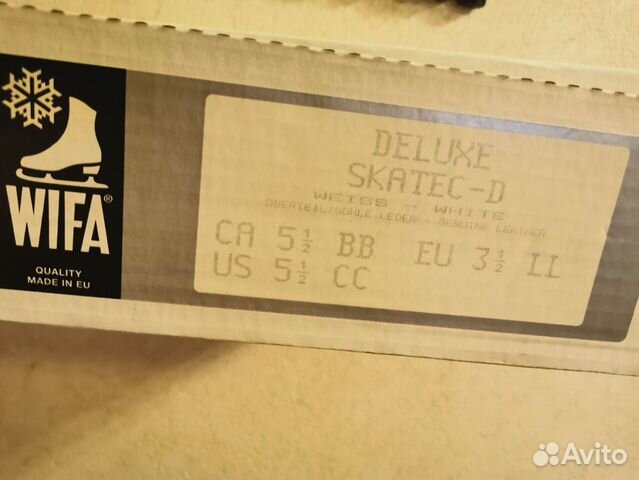 WIFA®
QUALITY
MADE IN EU
DELUXE
SKATEC-D
WEISS - WHITE
OBERTEIL/SOHLE LEDER - GENUINE LEATHER
CA 5½ BB EU 3½ II
US 5½ CC
Avito